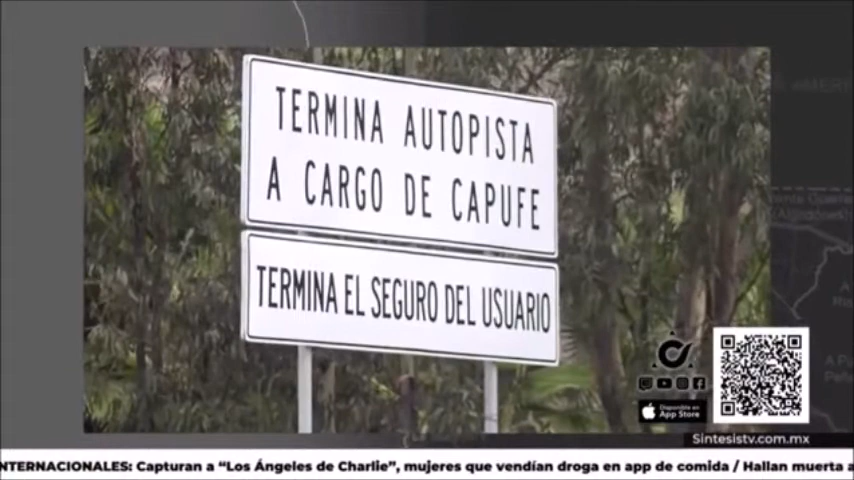 TERMINA AUTOPISTA
A CARGO DE CAPUFE
TERMINA EL SEGURO DEL USUARIO
Disponible en
App Store
Sintesistv.com.mx
INTERNACIONALES: Capturan a “Los Ángeles de Charlie”, mujeres que vendían droga en app de comida / Hallan muerta a